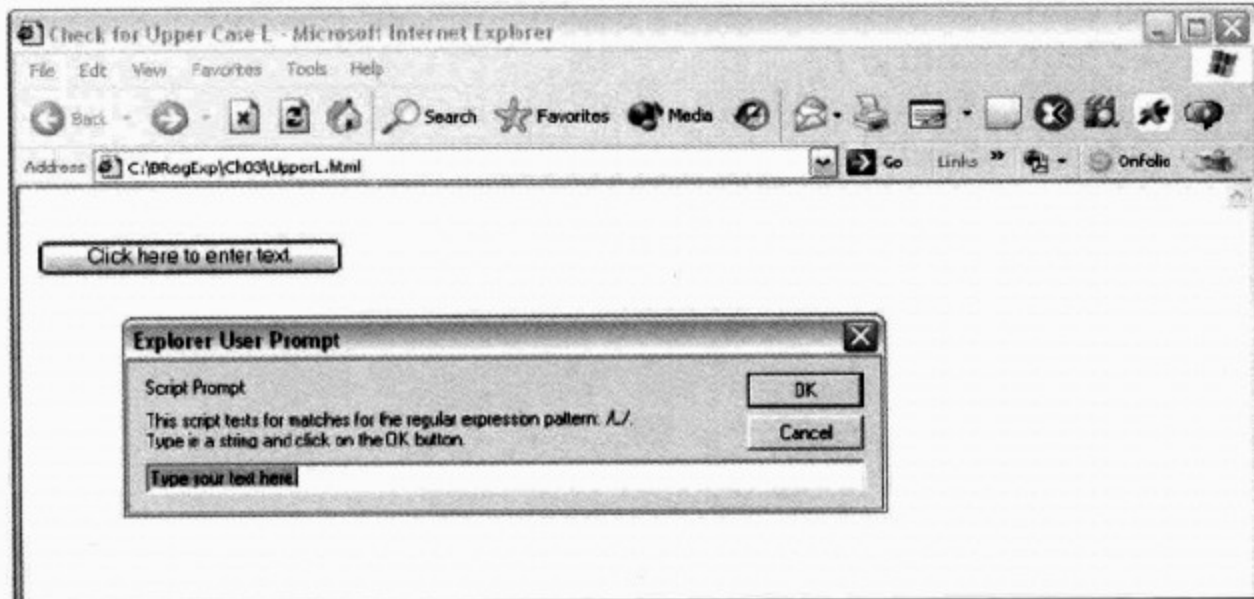 Check for Upper Case L - Microsoft Internet Explorer
File Edit View Favorites Tools Help
Back Search Favorites Media
Address C:\BRegExp\Ch03\UpperL.html Go Links » Onfolio
Click here to enter text.
Explorer User Prompt
Script Prompt
OK
This script tests for matches for the regular expression pattern: /L/.
Type in a string and click on the OK button.
Cancel
Type your text here.